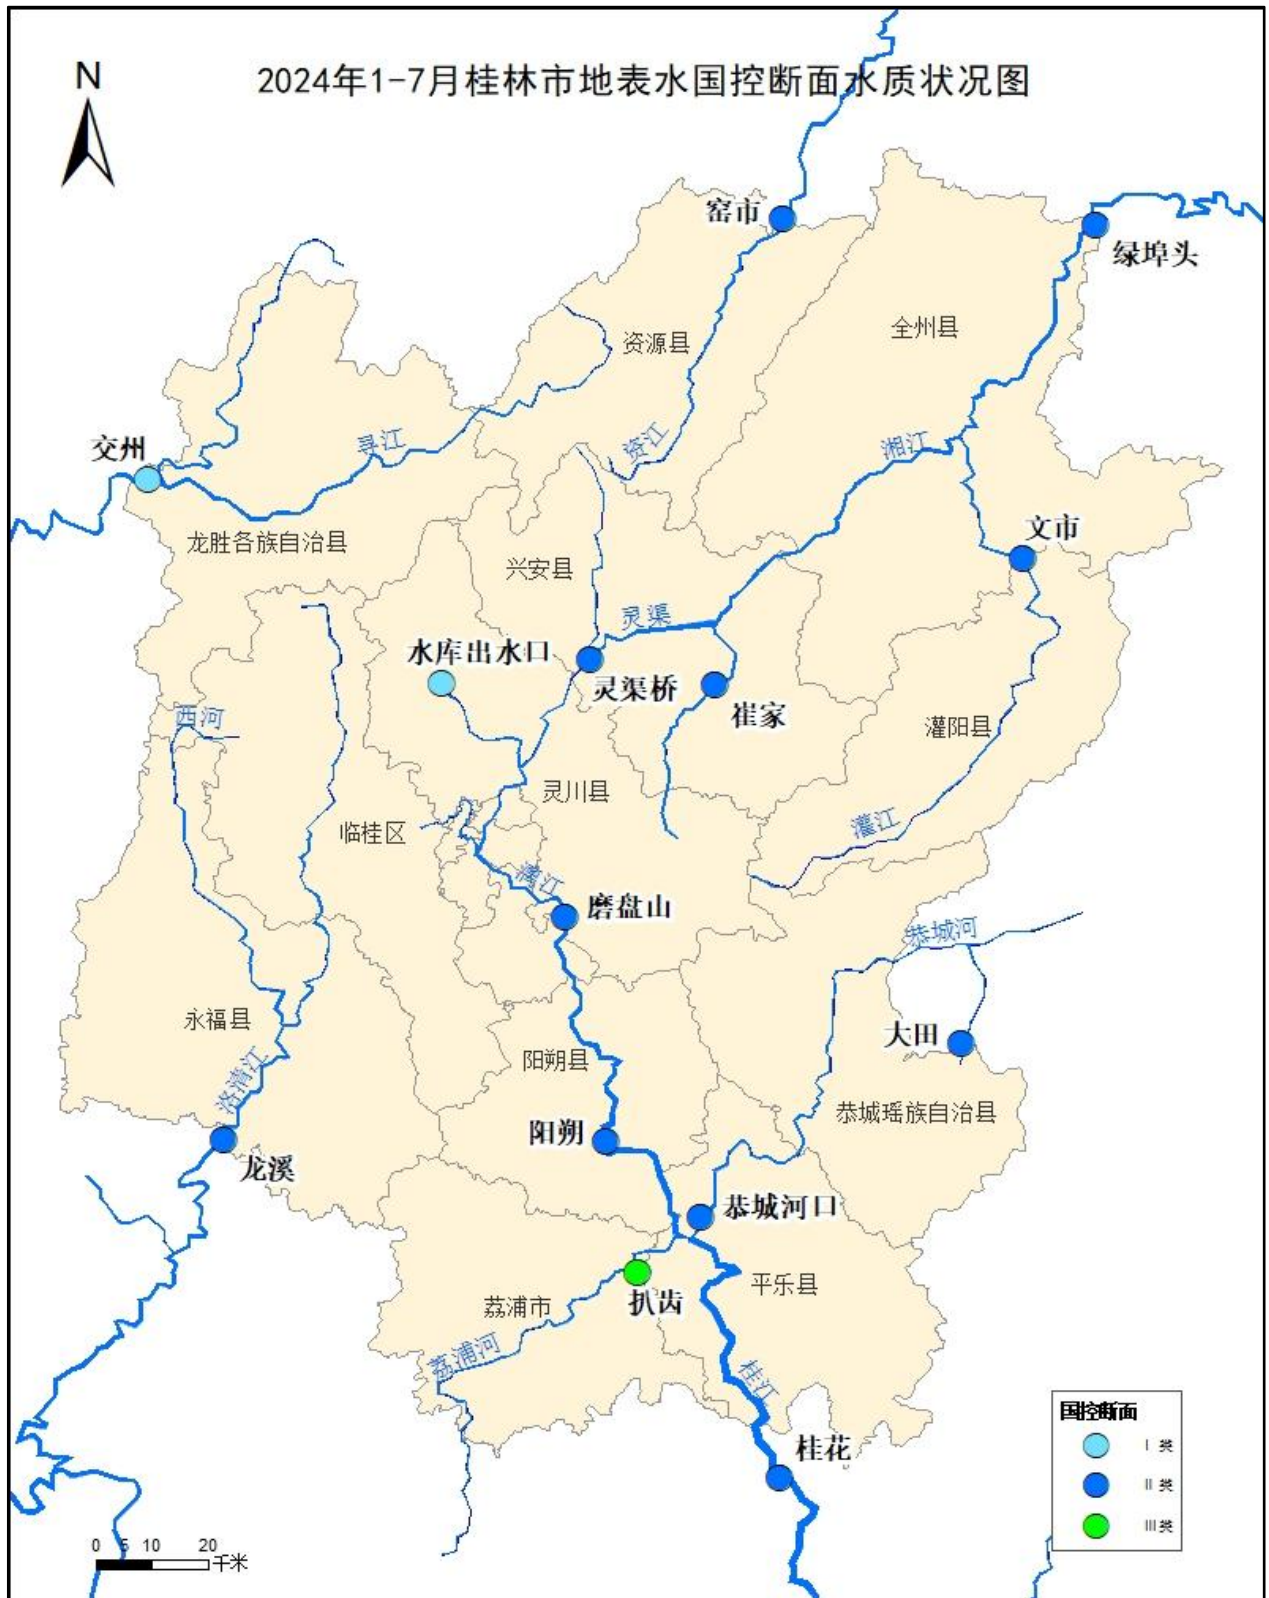 2024年1-7月桂林市地表水国控断面水质状况图
N
窑市
绿埠头
全州县
资源县
交州
寻江
资江
湘江
龙胜各族自治县
文市
兴安县
灵渠
水库出水口
灵渠桥
崔家
西河
灌阳县
灵川县
临桂区
灌江
漓江
磨盘山
恭城河
永福县
大田
阳朔县
洛清江
恭城瑶族自治县
阳朔
龙溪
恭城河口
平乐县
扒齿
荔浦市
荔浦河
桂江
桂花
国控断面
I 类
II 类
III类
0 5 10 20
千米